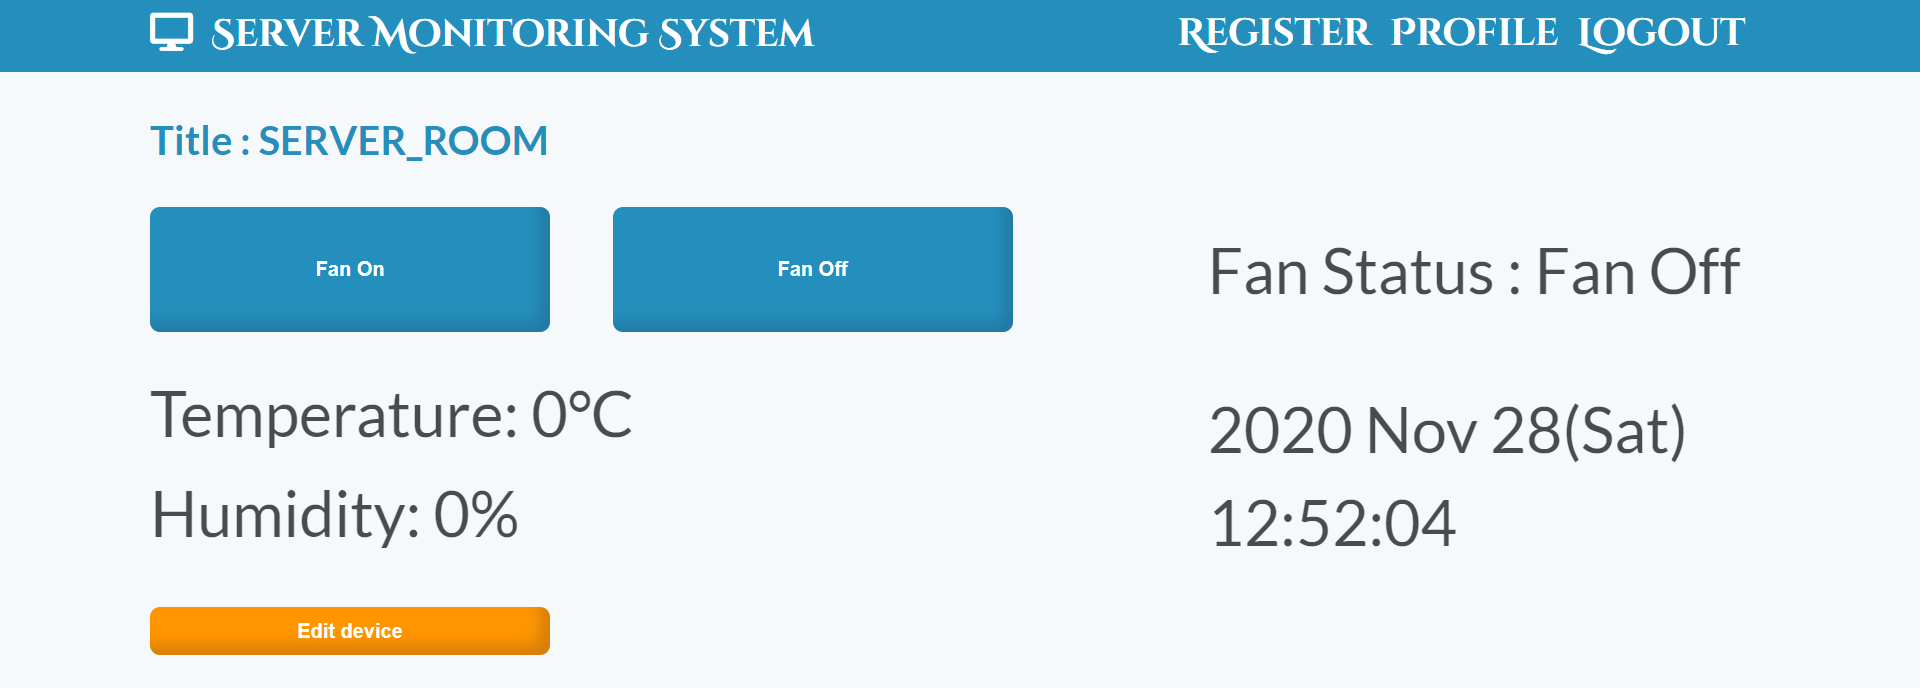 Server Monitoring System
Register Profile Logout
Title : SERVER_ROOM
Fan On
Fan Off
Fan Status : Fan Off
Temperature: 0°C
Humidity: 0%
2020 Nov 28(Sat)
12:52:04
Edit device